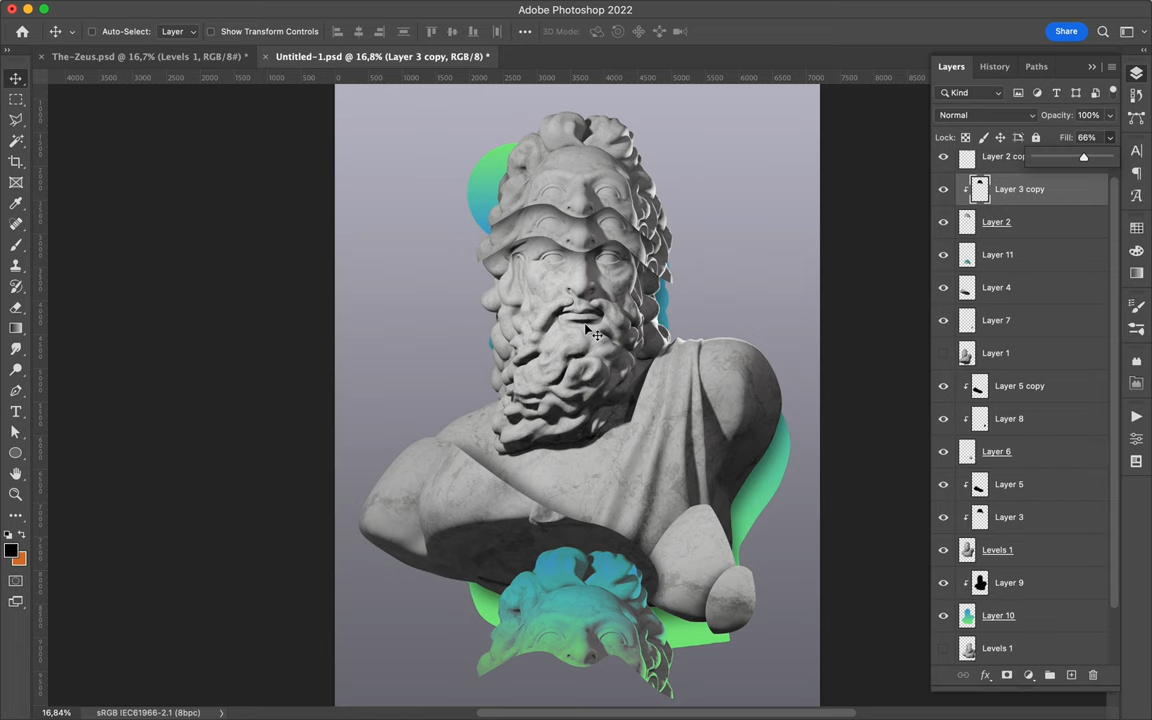 Adobe Photoshop 2022
Auto-Select: Layer Show Transform Controls 3D Mode: Share
The-Zeus.psd @ 16,7% (Levels 1, RGB/8#) * Untitled-1.psd @ 16,8% (Layer 3 copy, RGB/8) *
4000 3500 3000 2500 2000 1500 1000 500 0 500 1000 1500 2000 2500 3000 3500 4000 4500 5000 5500 6000 6500 7000 7500 8000 8500
Layers History Paths
Kind
Normal Opacity: 100%
Lock: Fill: 66%
Layer 2 cop
Layer 3 copy
Layer 2
Layer 11
Layer 4
Layer 7
Layer 1
Layer 5 copy
Layer 8
Layer 6
Layer 5
Layer 3
Levels 1
Layer 9
Layer 10
Levels 1
16,84% sRGB IEC61966-2.1 (8bpc)